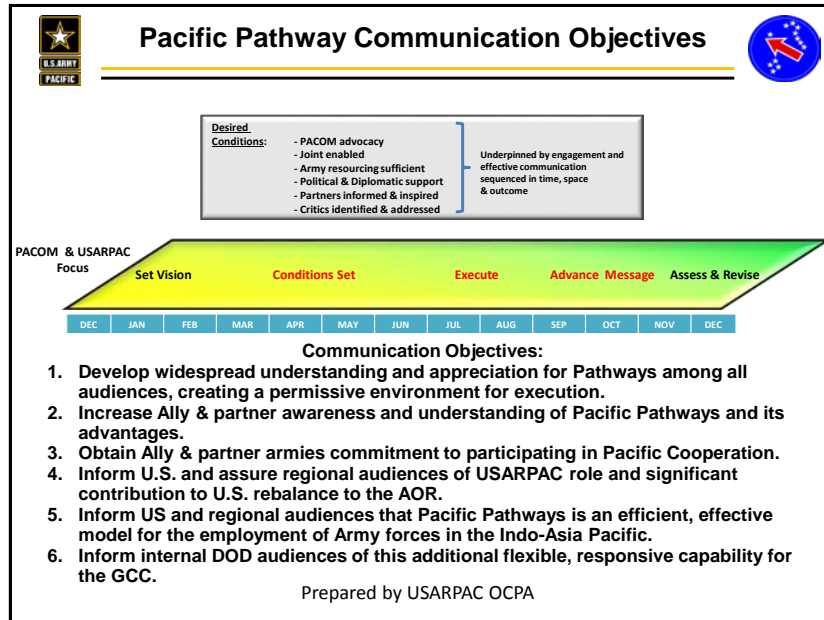 Pacific Pathway Communication Objectives
U.S.ARMY
PACIFIC
Desired
Conditions:
- PACOM advocacy
- Joint enabled
- Army resourcing sufficient
- Political & Diplomatic support
- Partners informed & inspired
- Critics identified & addressed
Underpinned by engagement and
effective communication
sequenced in time, space
& outcome
PACOM & USARPAC
Focus
Set Vision Conditions Set Execute Advance Message Assess & Revise
DEC JAN FEB MAR APR MAY JUN JUL AUG SEP OCT NOV DEC
Communication Objectives:
1. Develop widespread understanding and appreciation for Pathways among all
audiences, creating a permissive environment for execution.
2. Increase Ally & partner awareness and understanding of Pacific Pathways and its
advantages.
3. Obtain Ally & partner armies commitment to participating in Pacific Cooperation.
4. Inform U.S. and assure regional audiences of USARPAC role and significant
contribution to U.S. rebalance to the AOR.
5. Inform US and regional audiences that Pacific Pathways is an efficient, effective
model for the employment of Army forces in the Indo-Asia Pacific.
6. Inform internal DOD audiences of this additional flexible, responsive capability for
the GCC.
Prepared by USARPAC OCPA